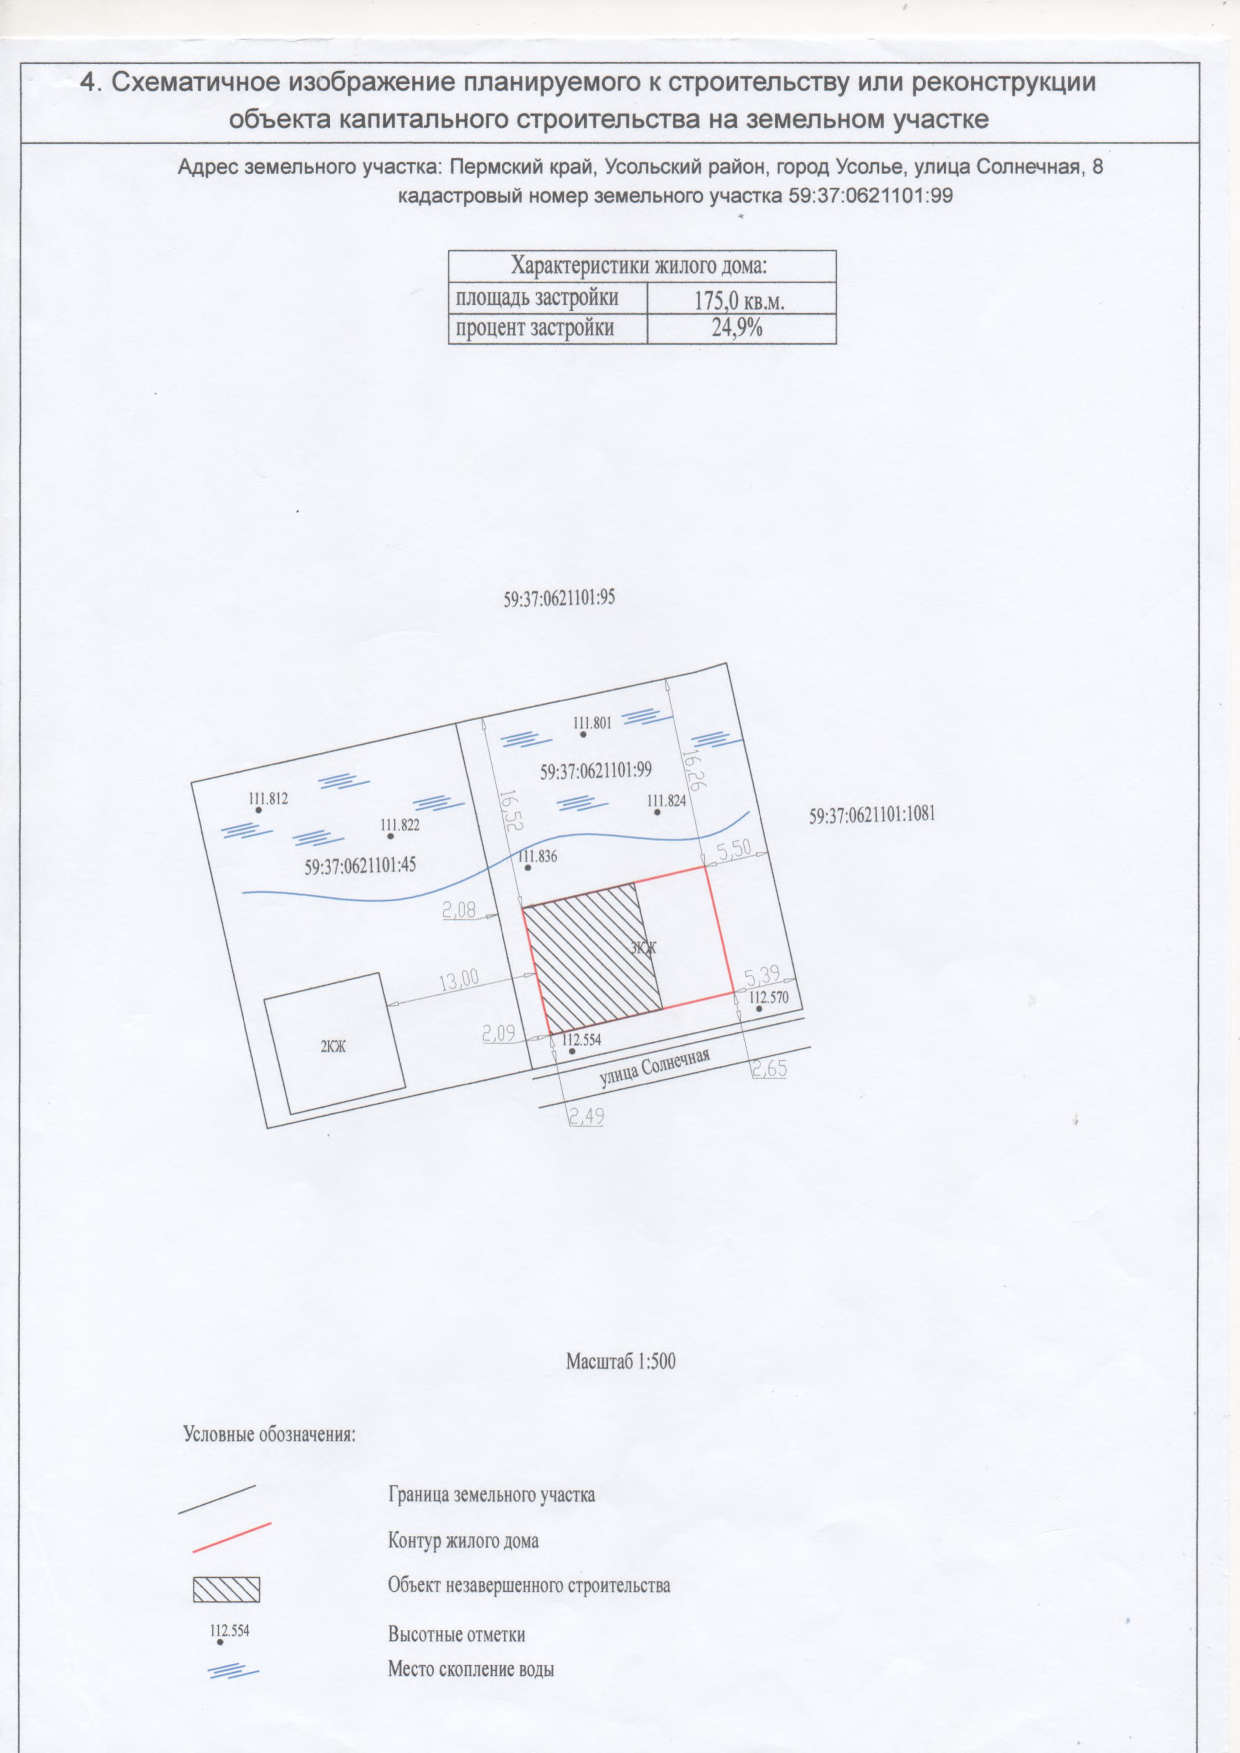 4. Схематичное изображение планируемого к строительству или реконструкции
объекта капитального строительства на земельном участке
Адрес земельного участка: Пермский край, Усольский район, город Усолье, улица Солнечная, 8
кадастровый номер земельного участка 59:37:0621101:99
Характеристики жилого дома:
площадь застройки 175,0 кв.м.
процент застройки 24,9%
59:37:0621101:95
111.801
59:37:0621101:99
16,26
111.812
16,52
111.824
111.822
59:37:0621101:1081
59:37:0621101:45
111.836
5,50
2,08
3КЖ
13,00
5,39
112.570
2,09
112.554
2КЖ
улица Солнечная
2,65
2,49
Масштаб 1:500
Условные обозначения:
Граница земельного участка
Контур жилого дома
Объект незавершенного строительства
112.554
Высотные отметки
Место скопление воды